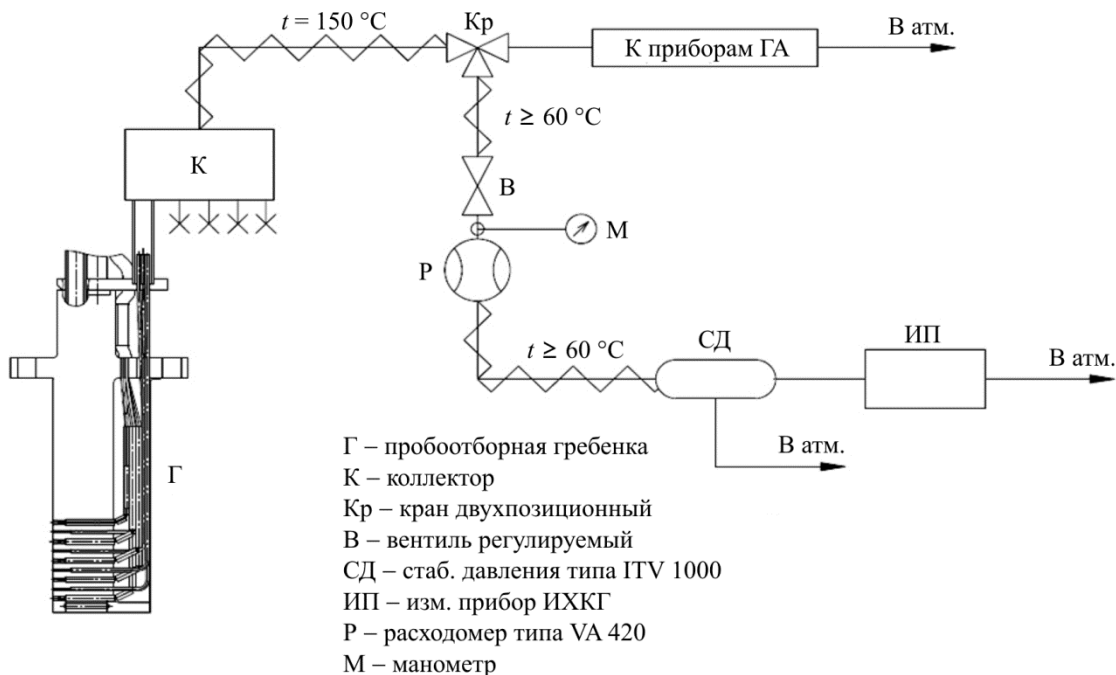 t = 150 °C
Кр
В атм.
К приборам ГА
t ≥ 60 °C
К
В
М
Р
t ≥ 60 °C
СД
ИП
В атм.
В атм.
Г
Г – пробоотборная гребенка
К – коллектор
Кр – кран двухпозиционный
В – вентиль регулируемый
СД – стаб. давления типа ITV 1000
ИП – изм. прибор ИХКГ
Р – расходомер типа VA 420
М – манометр